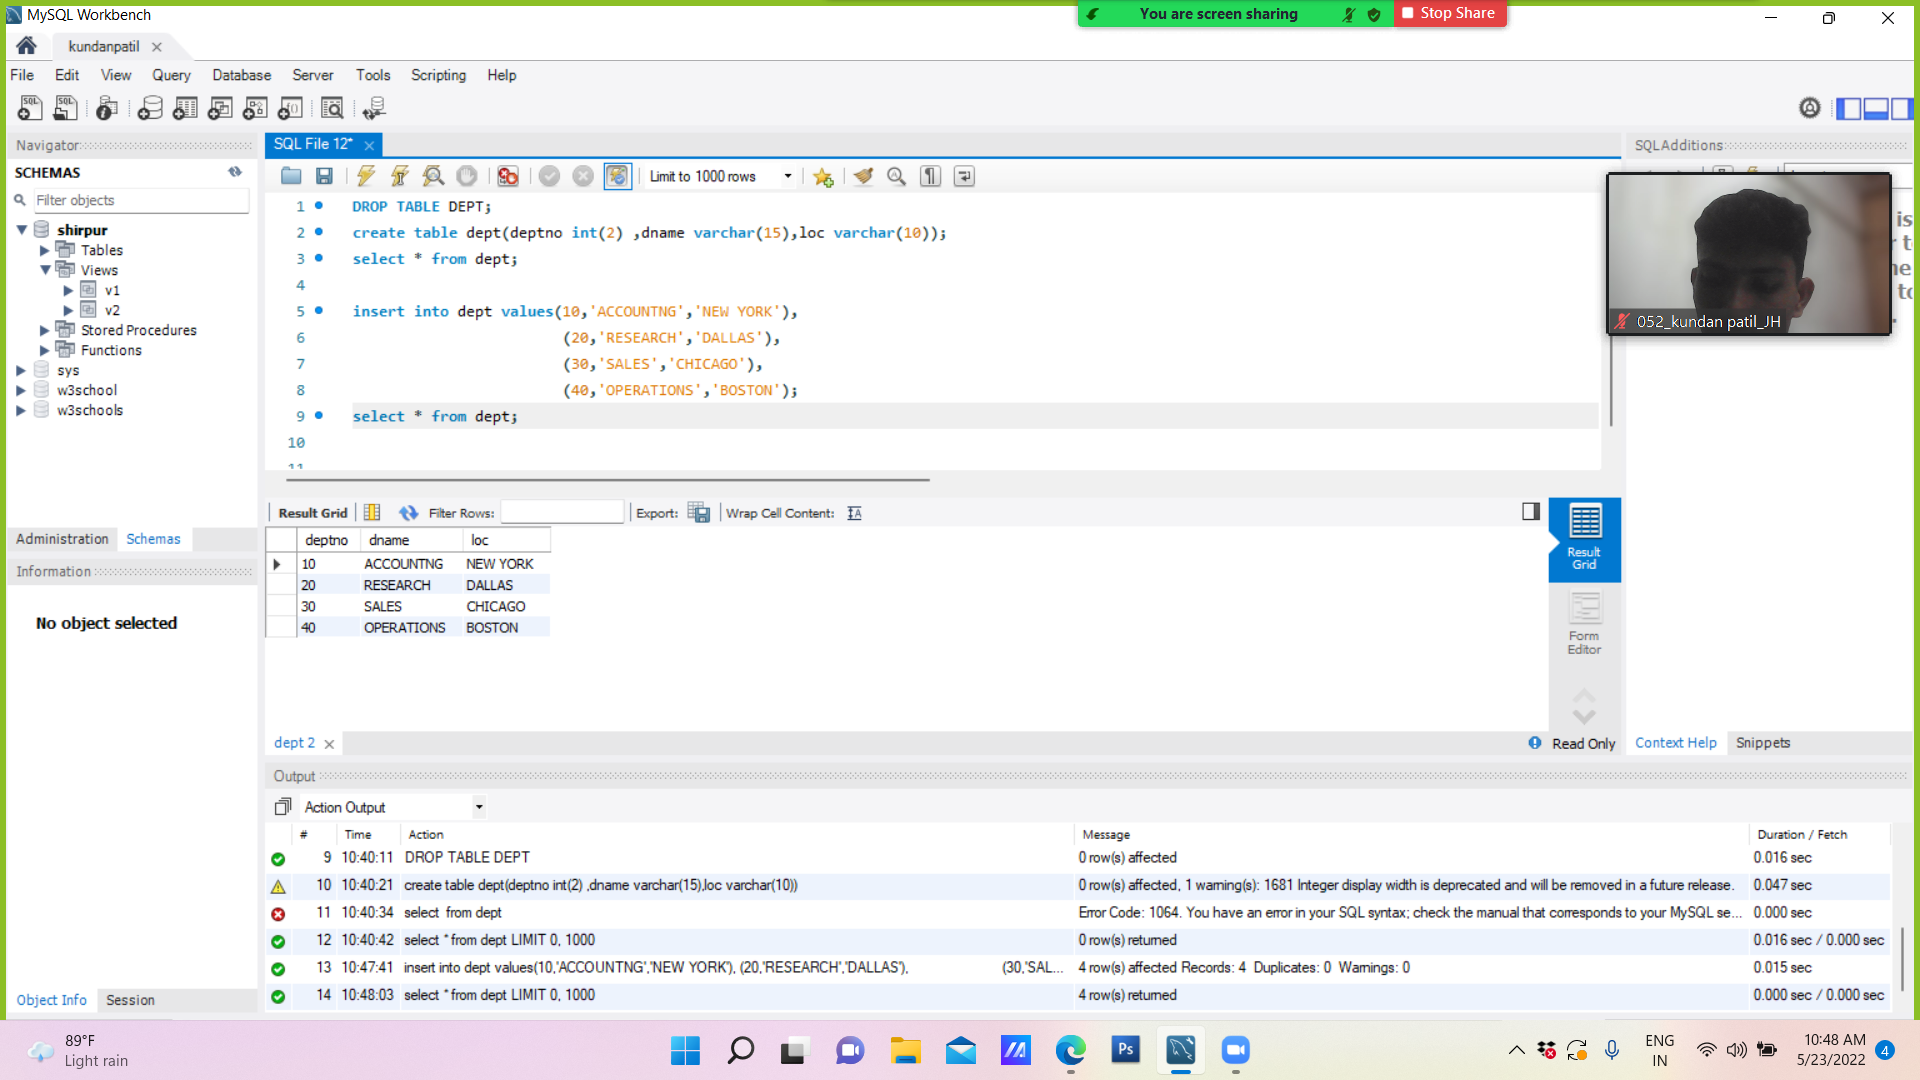 MySQL Workbench
You are screen sharing
Stop Share
kundanpatil
File Edit View Query Database Server Tools Scripting Help
Navigator
SCHEMAS
Filter objects
shirpur
Tables
Views
v1
v2
Stored Procedures
Functions
sys
w3school
w3schools
Administration Schemas
Information
No object selected
Object Info Session
SQL File 12*
Limit to 1000 rows
1 DROP TABLE DEPT;
2 create table dept(deptno int(2) ,dname varchar(15),loc varchar(10));
3 select * from dept;
4
5 insert into dept values(10,'ACCOUNTNG','NEW YORK'),
6 (20,'RESEARCH','DALLAS'),
7 (30,'SALES','CHICAGO'),
8 (40,'OPERATIONS','BOSTON');
9 select * from dept;
10
11
SQLAdditions
052_kundan patil_JH
Result Grid Filter Rows: Export: Wrap Cell Content:
deptno dname loc
10 ACCOUNTNG NEW YORK
20 RESEARCH DALLAS
30 SALES CHICAGO
40 OPERATIONS BOSTON
Result
Grid
Form
Editor
dept 2
Read Only
Context Help Snippets
Output
Action Output
# Time Action Message Duration / Fetch
9 10:40:11 DROP TABLE DEPT 0 row(s) affected 0.016 sec
10 10:40:21 create table dept(deptno int(2) ,dname varchar(15),loc varchar(10)) 0 row(s) affected, 1 warning(s): 1681 Integer display width is deprecated and will be removed in a future release. 0.047 sec
11 10:40:34 select from dept Error Code: 1064. You have an error in your SQL syntax; check the manual that corresponds to your MySQL se... 0.000 sec
12 10:40:42 select * from dept LIMIT 0, 1000 0 row(s) returned 0.016 sec / 0.000 sec
13 10:47:41 insert into dept values(10,'ACCOUNTNG','NEW YORK'), (20,'RESEARCH','DALLAS'), (30,'SAL... 4 row(s) affected Records: 4 Duplicates: 0 Warnings: 0 0.015 sec
14 10:48:03 select * from dept LIMIT 0, 1000 4 row(s) returned 0.000 sec / 0.000 sec
89°F
Light rain
Ps
ENG
IN
10:48 AM
5/23/2022
4